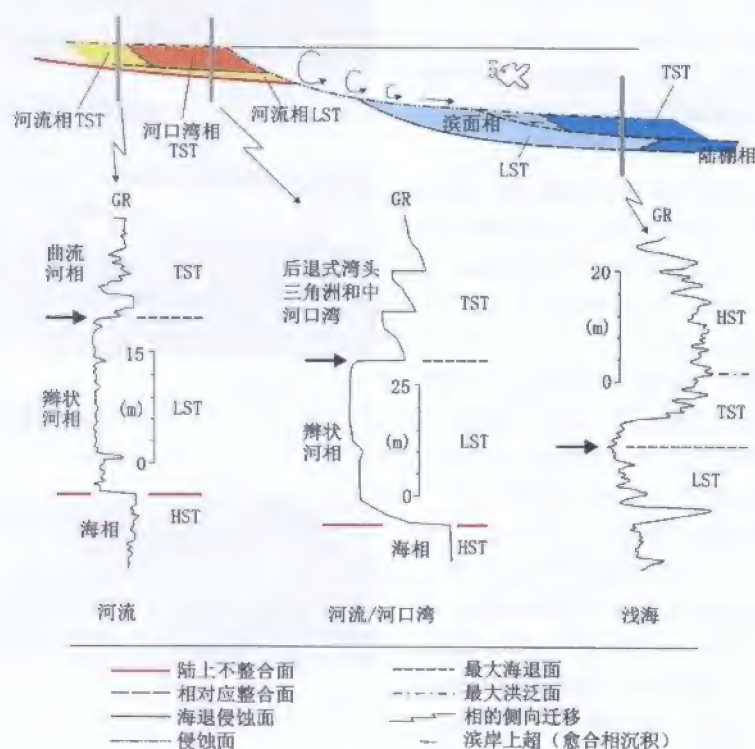 TST
河流相TST
河口湾相
TST
河流相LST
滨面相
LST
陆棚相
GR
曲流
河相
TST
15
(m)
0
辫状
河相
LST
海相
HST
河流
GR
后退式湾头
三角洲和中
河口湾
TST
25
(m)
0
辫状
河相
LST
海相
HST
河流/河口湾
GR
20
(m)
0
HST
TST
LST
浅海
陆上不整合面
相对应整合面
海退侵蚀面
侵蚀面
最大海退面
最大洪泛面
相的侧向迁移
滨岸上超（愈合相沉积）